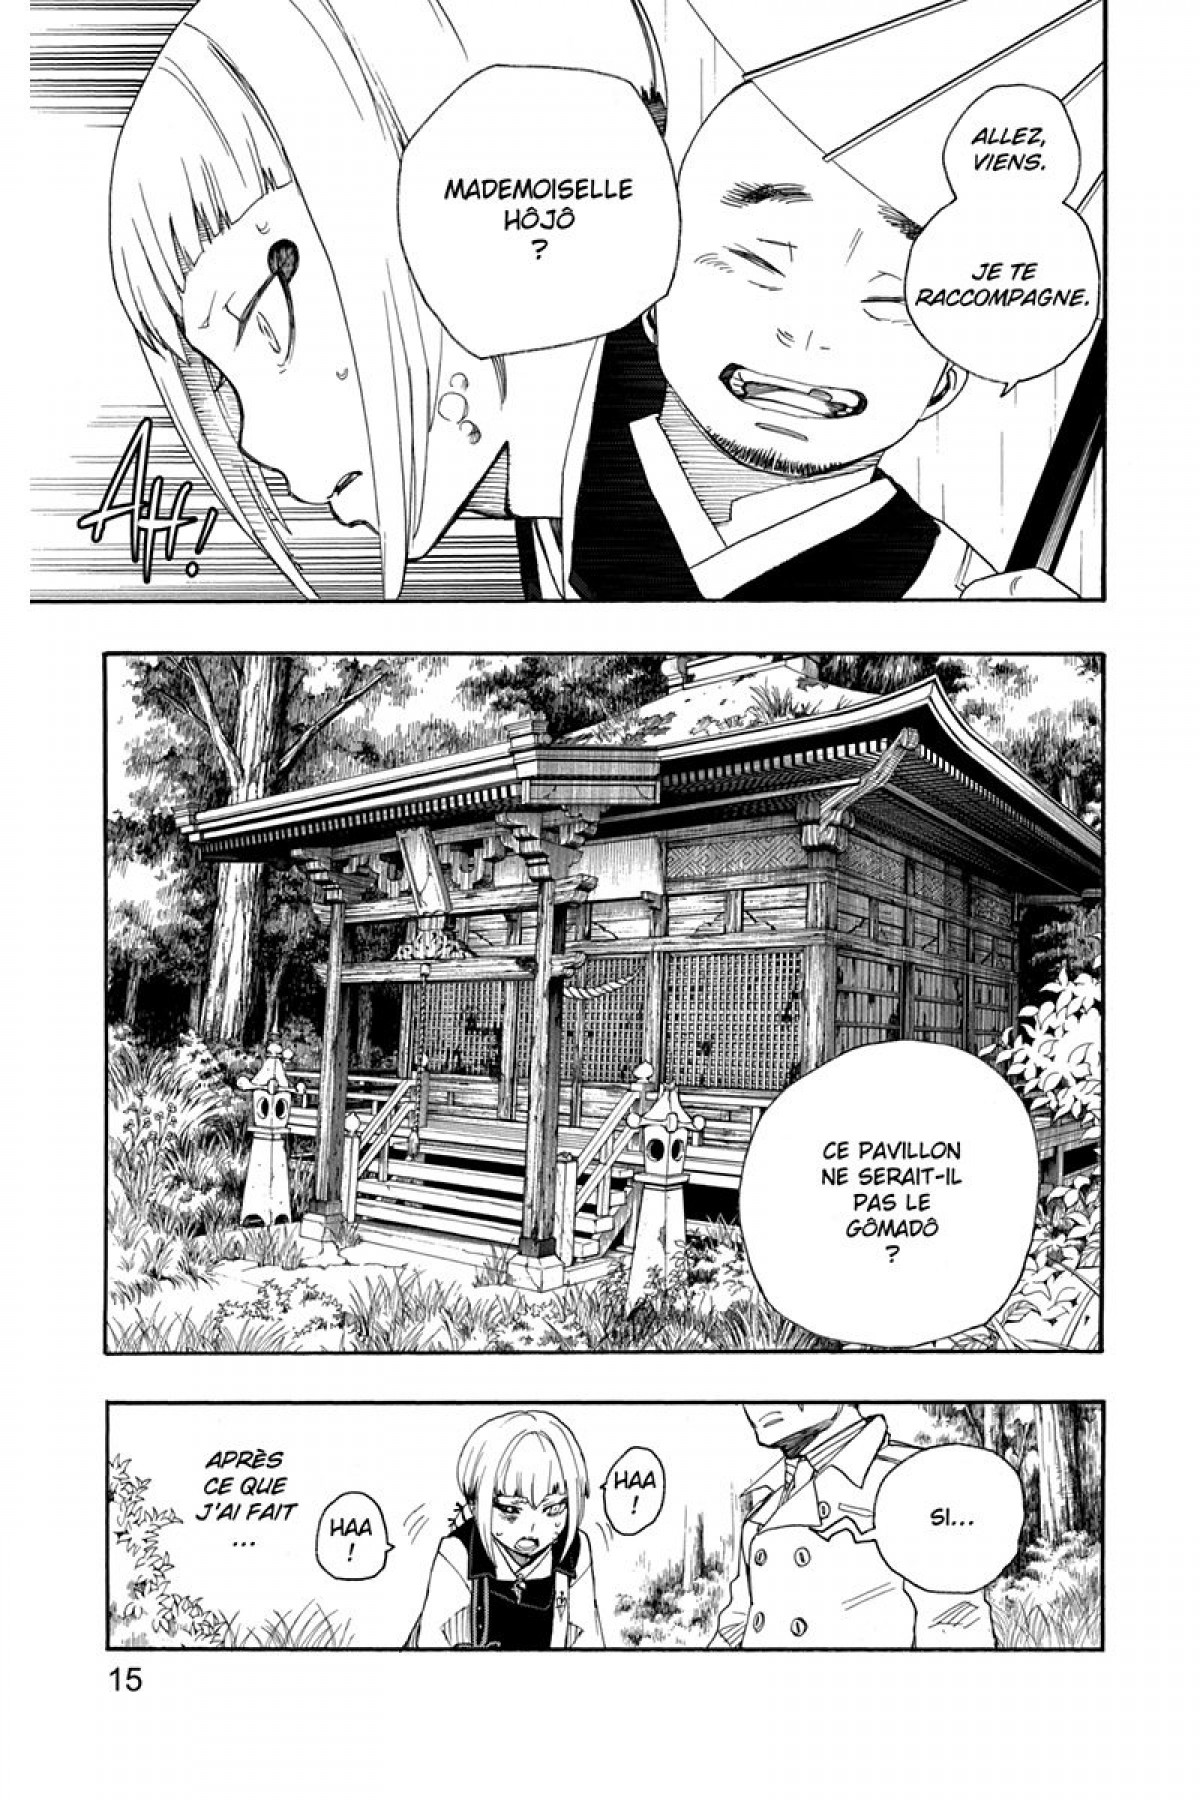 ALLEZ,
VIENS.
JE TE
RACCOMPAGNE.
MADEMOISELLE
HÔJÔ
?
AH!
CE PAVILLON
NE SERAIT-IL
PAS LE
GÔMADÔ
?
SI...
HAA
!
HAA
!
APRÈS
CE QUE
J'AI FAIT
...
15